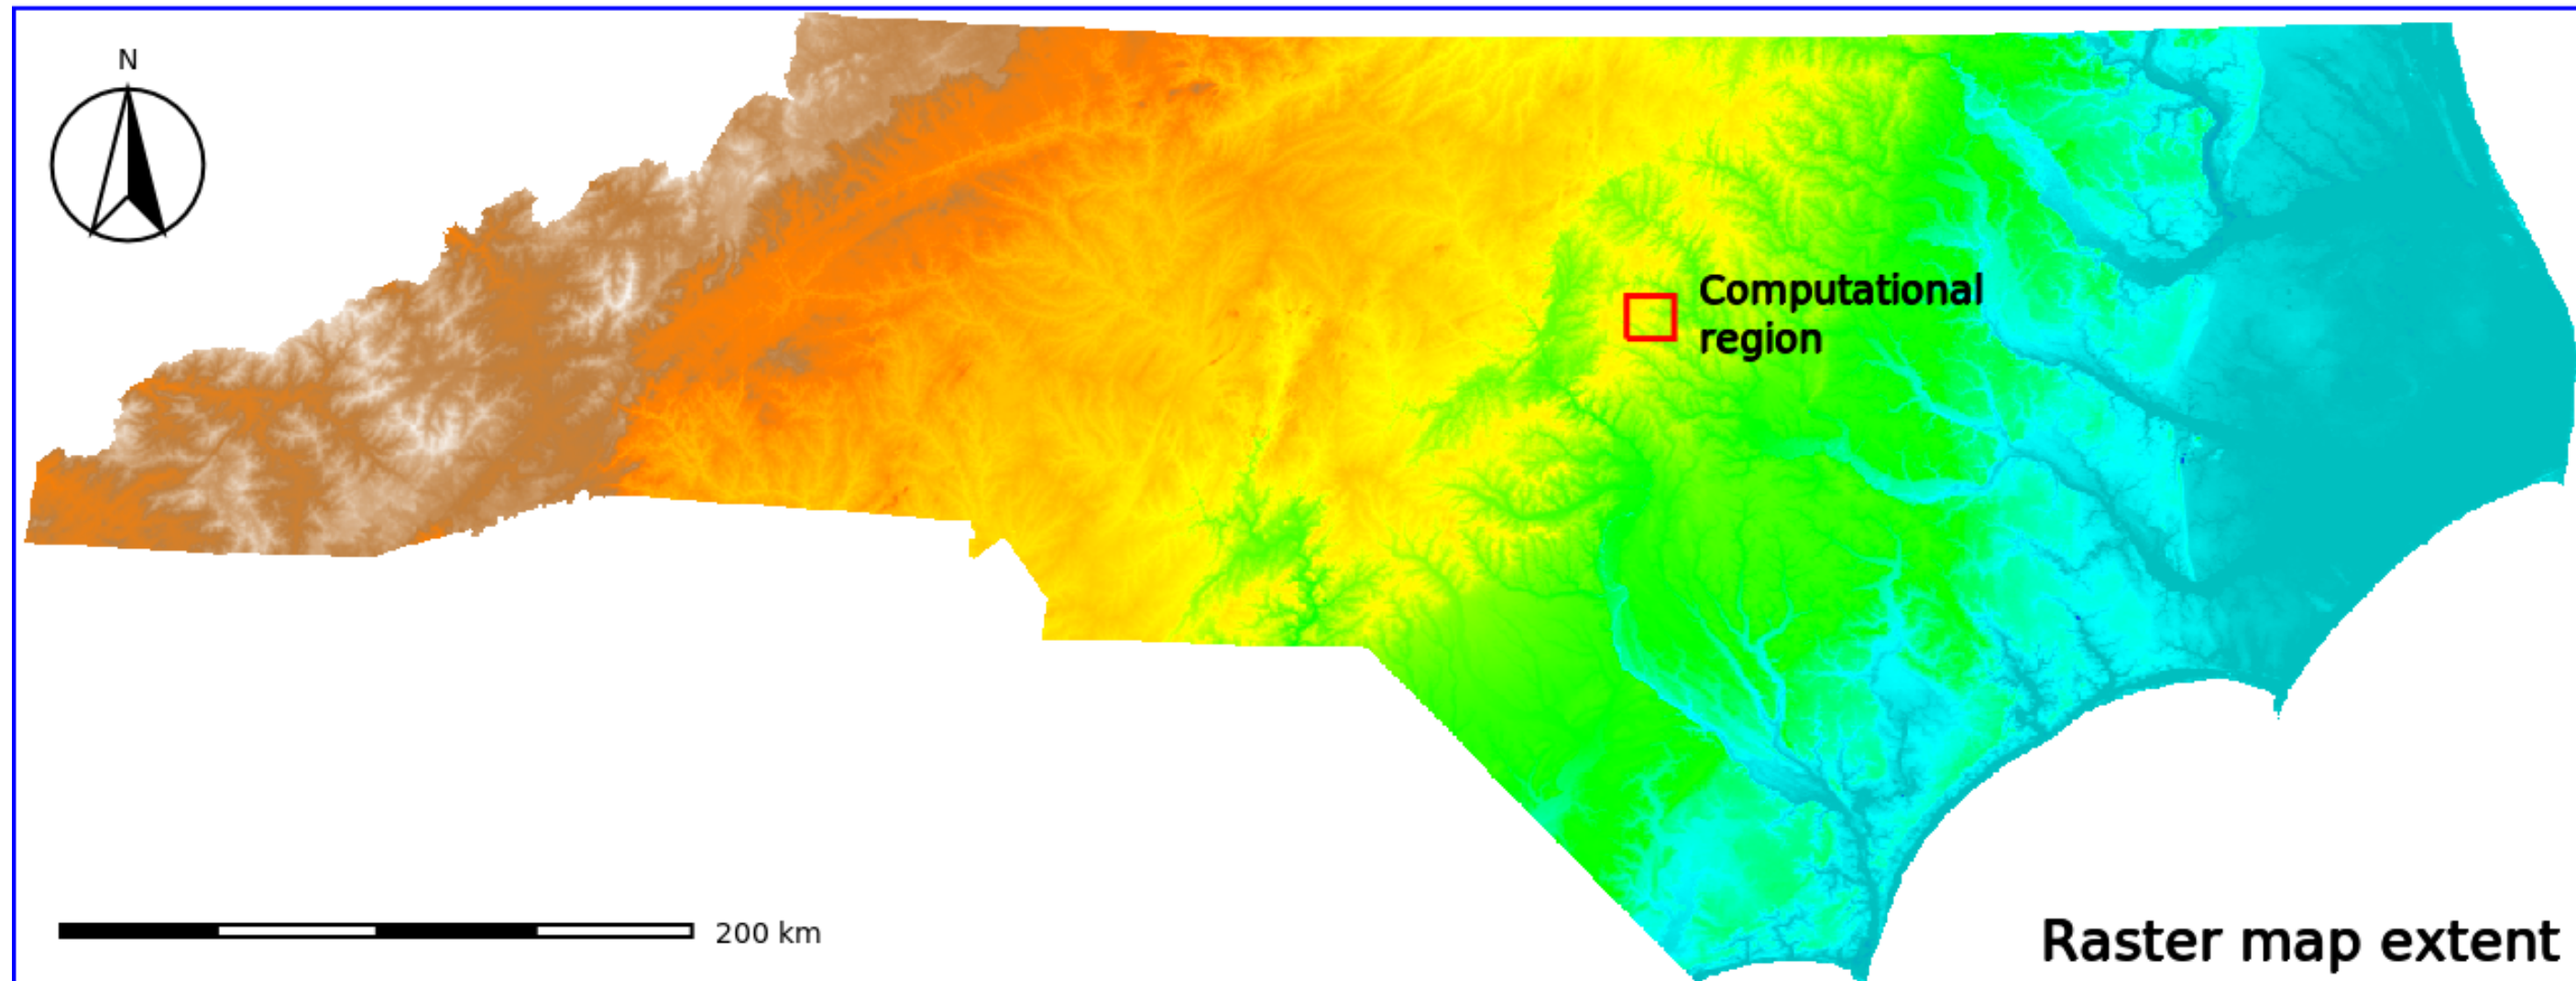 N
Computational
region
200 km
Raster map extent